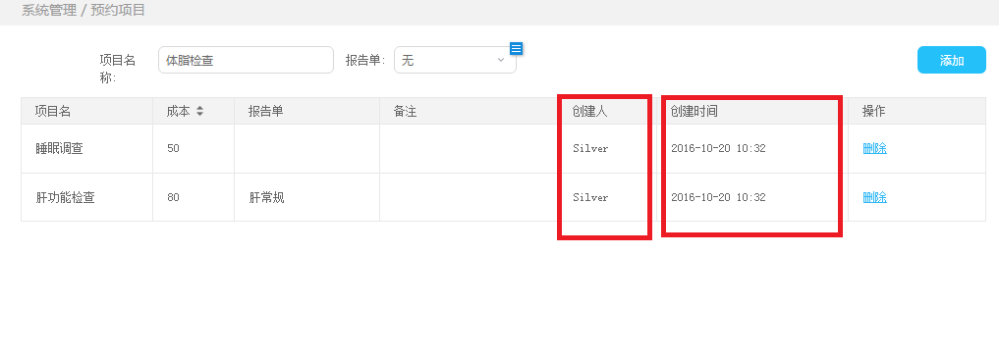 系统管理 / 预约项目
项目名称: 体脂检查 报告单: 无 添加
项目名 成本 报告单 备注 创建人 创建时间 操作
睡眠调查 50 Silver 2016-10-20 10:32 删除
肝功能检查 80 肝常规 Silver 2016-10-20 10:32 删除